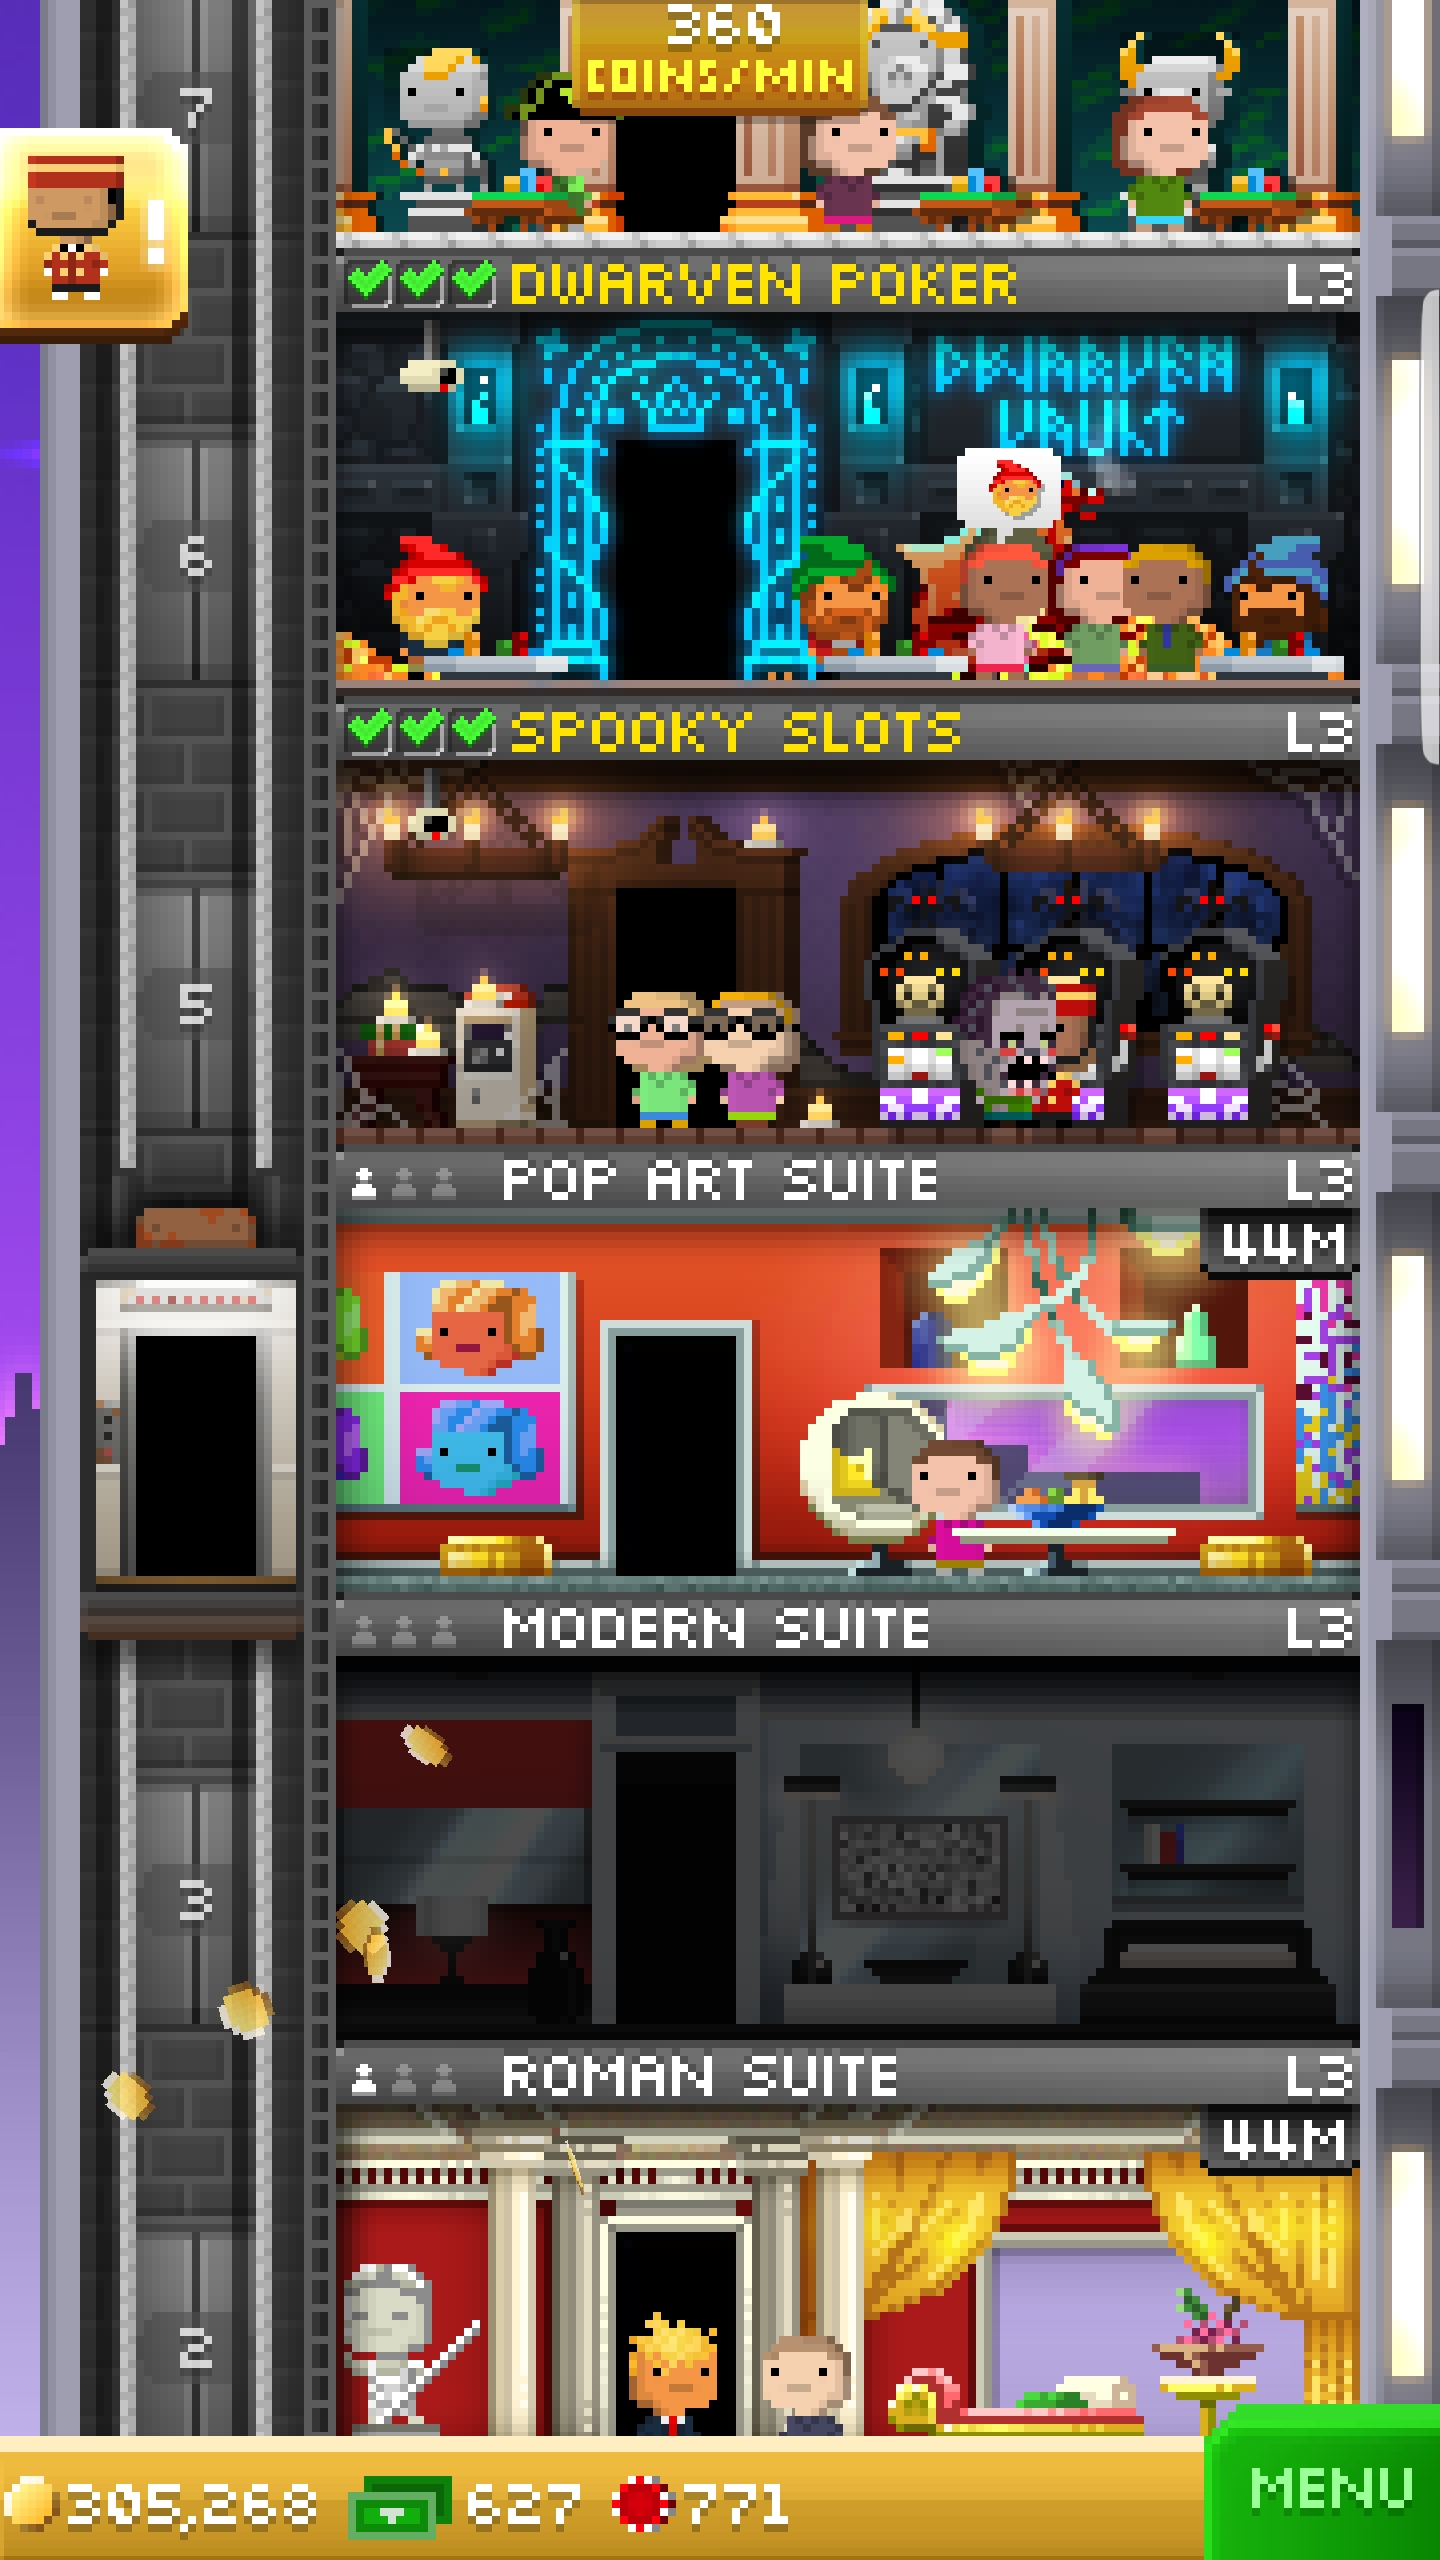 360
COINS/MIN
7
!
DWARVEN POKER L3
DWARVEN
VAULT
6
SPOOKY SLOTS L3
5
POP ART SUITE L3
44M
MODERN SUITE L3
3
ROMAN SUITE L3
44M
2
305,268 627 771
MENU